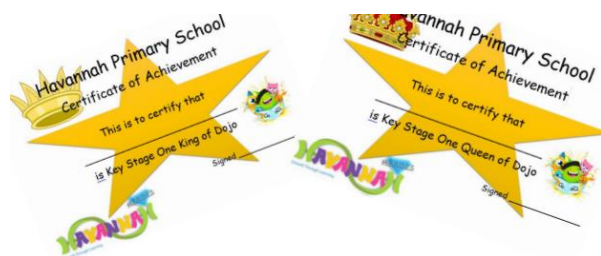 Havannah Primary School
Certificate of Achievement
This is to certify that
is Key Stage One King of Dojo
Signed
HAVANNAH
Havannah Primary School
Certificate of Achievement
This is to certify that
is Key Stage One Queen of Dojo
Signed
HAVANNAH